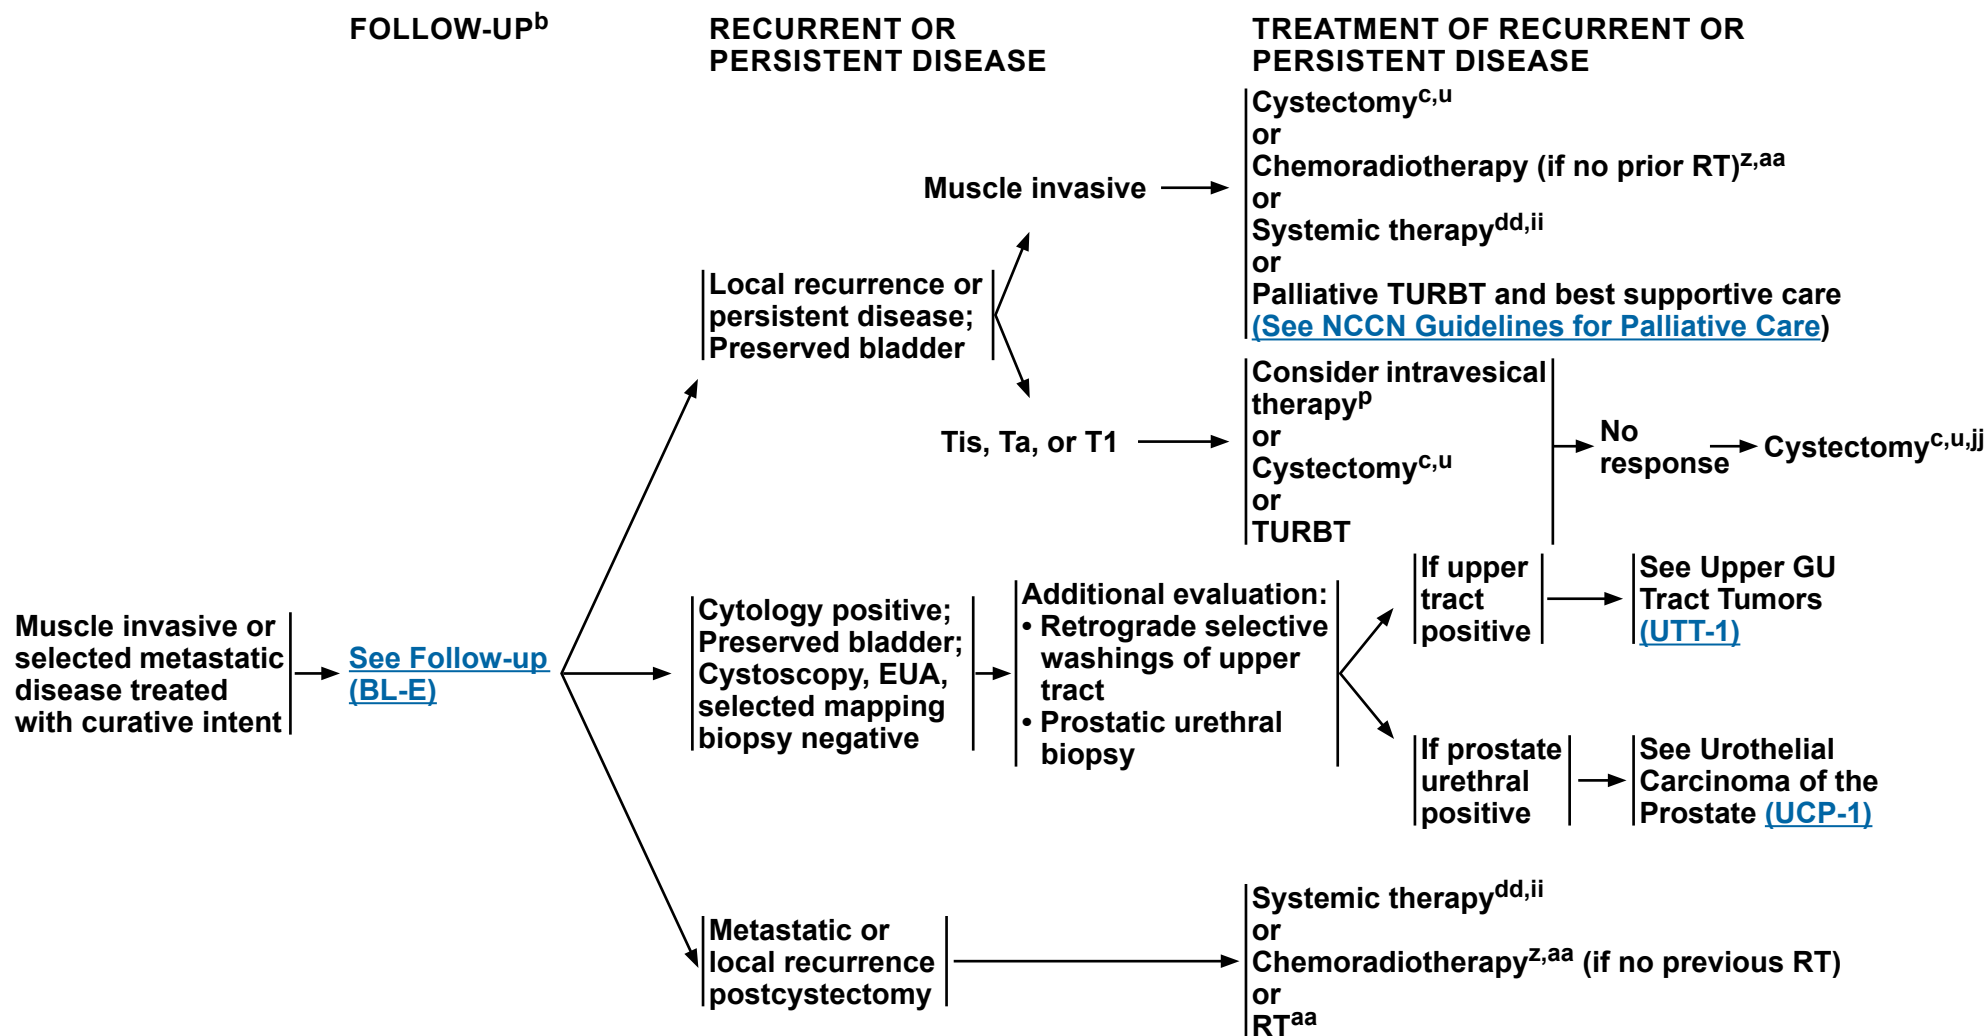 FOLLOW-UPb
RECURRENT OR
PERSISTENT DISEASE
TREATMENT OF RECURRENT OR
PERSISTENT DISEASE
Muscle invasive or
selected metastatic
disease treated
with curative intent
See Follow-up
(BL-E)
Local recurrence or
persistent disease;
Preserved bladder
Muscle invasive
Cystectomyc,u
or
Chemoradiotherapy (if no prior RT)z,aa
or
Systemic therapydd,ii
or
Palliative TURBT and best supportive care
(See NCCN Guidelines for Palliative Care)
Tis, Ta, or T1
Consider intravesical
therapyp
or
Cystectomyc,u
or
TURBT
No
response
Cystectomyc,u,jj
Cytology positive;
Preserved bladder;
Cystoscopy, EUA,
selected mapping
biopsy negative
Additional evaluation:
• Retrograde selective
washings of upper
tract
• Prostatic urethral
biopsy
If upper
tract
positive
See Upper GU
Tract Tumors
(UTT-1)
If prostate
urethral
positive
See Urothelial
Carcinoma of the
Prostate (UCP-1)
Metastatic or
local recurrence
postcystectomy
Systemic therapydd,ii
or
Chemoradiotherapyz,aa (if no previous RT)
or
RTaa